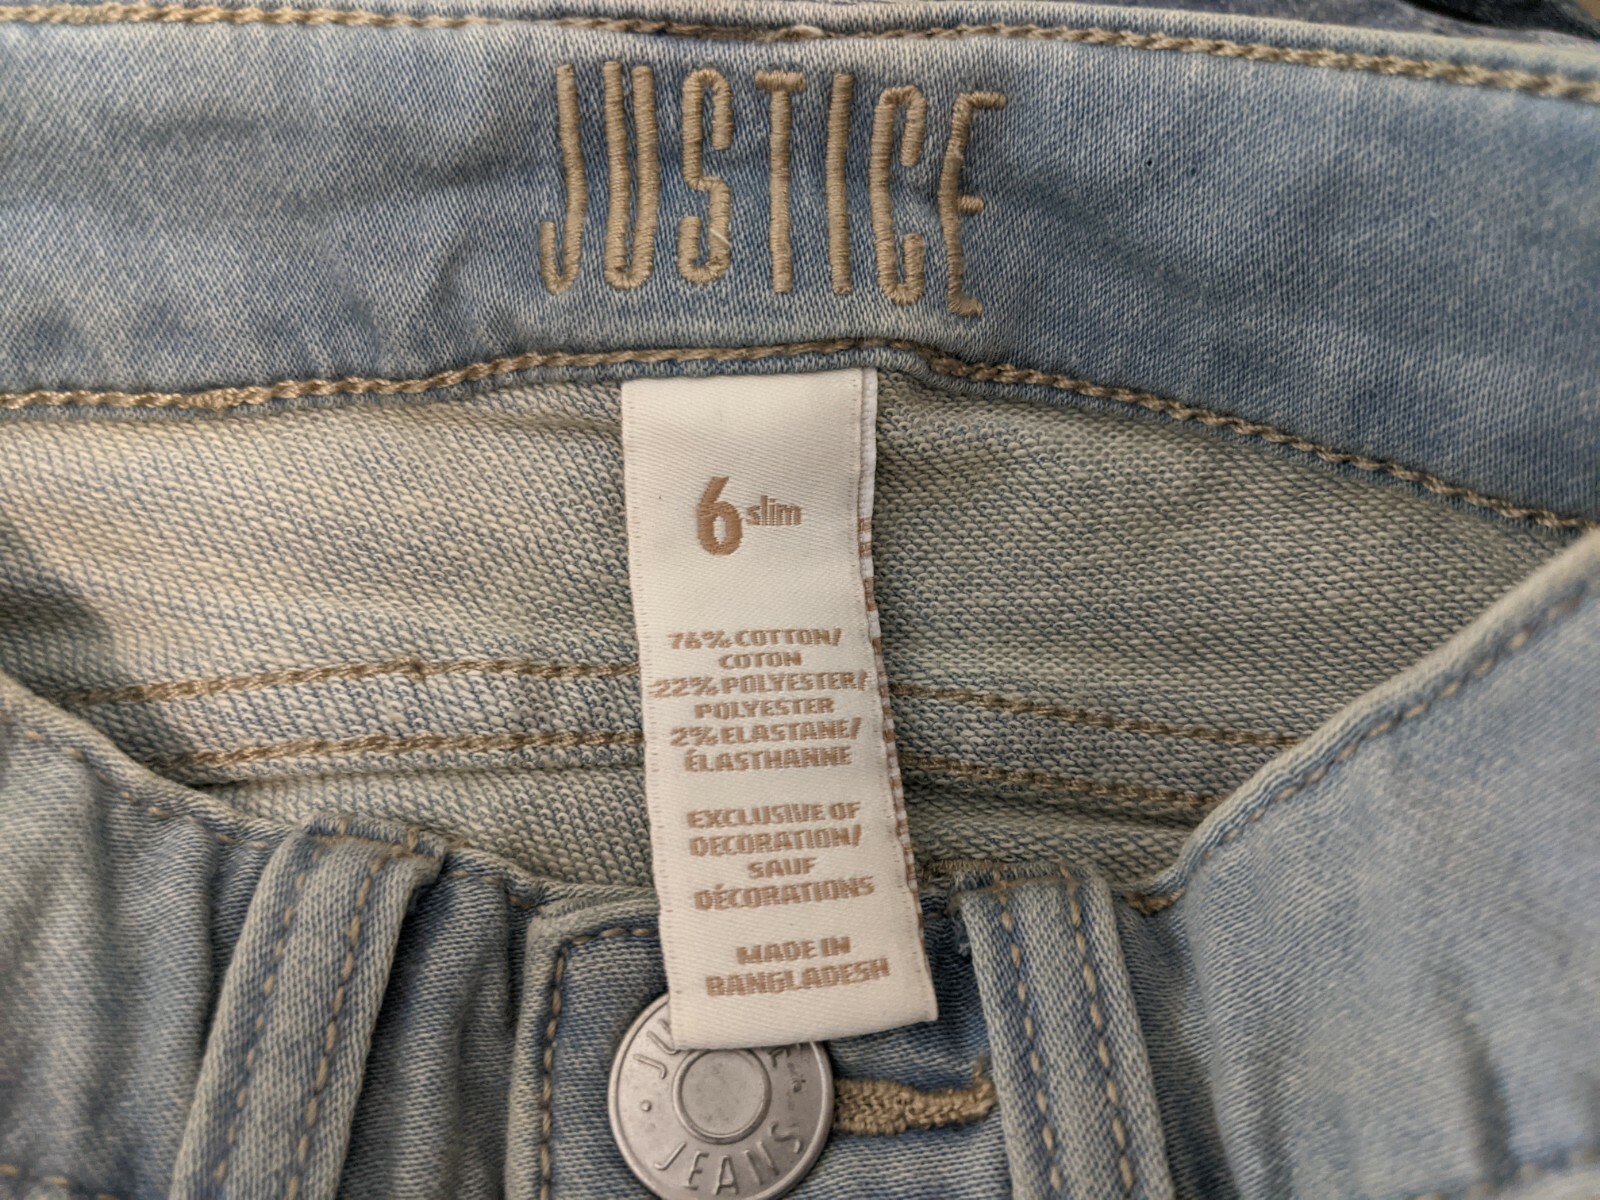 JUSTICE
6 slim
76% COTTON/
COTON
22% POLYESTER/
POLYESTER
2% ELASTANE/
ÉLASTHANNE
EXCLUSIVE OF
DECORATION/
SAUF
DÉCORATIONS
MADE IN
BANGLADESH
JEANS